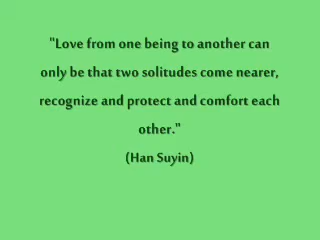 "Love from one being to another can
only be that two solitudes come nearer,
recognize and protect and comfort each
other."
(Han Suyin)